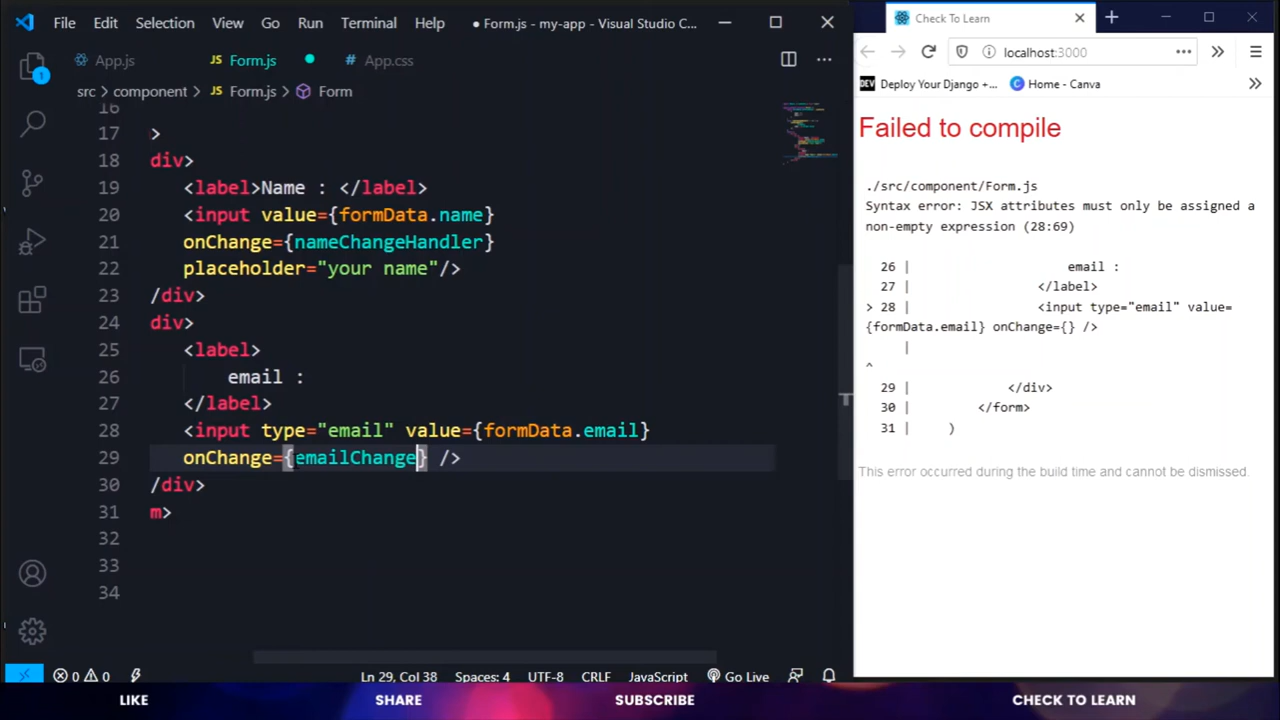 File Edit Selection View Go Run Terminal Help ● Form.js - my-app - Visual Studio C...
App.js JS Form.js # App.css
src > component > JS Form.js > Form
16
17 >
18 div>
19 <label>Name : </label>
20 <input value={formData.name}
21 onChange={nameChangeHandler}
22 placeholder="your name"/>
23 /div>
24 div>
25 <label>
26 email :
27 </label>
28 <input type="email" value={formData.email}
29 onChange={emailChange} />
30 /div>
31 m>
32
33
34
1
0 0 Ln 29, Col 38 Spaces: 4 UTF-8 CRLF JavaScript Go Live
Check To Learn
localhost:3000
DEV Deploy Your Django +... C Home - Canva
Failed to compile
./src/component/Form.js
Syntax error: JSX attributes must only be assigned a
non-empty expression (28:69)
26 | email :
27 | </label>
> 28 | <input type="email" value=
{formData.email} onChange={} />
|
^
29 | </div>
30 | </form>
31 | )
This error occurred during the build time and cannot be dismissed.
LIKE SHARE SUBSCRIBE CHECK TO LEARN